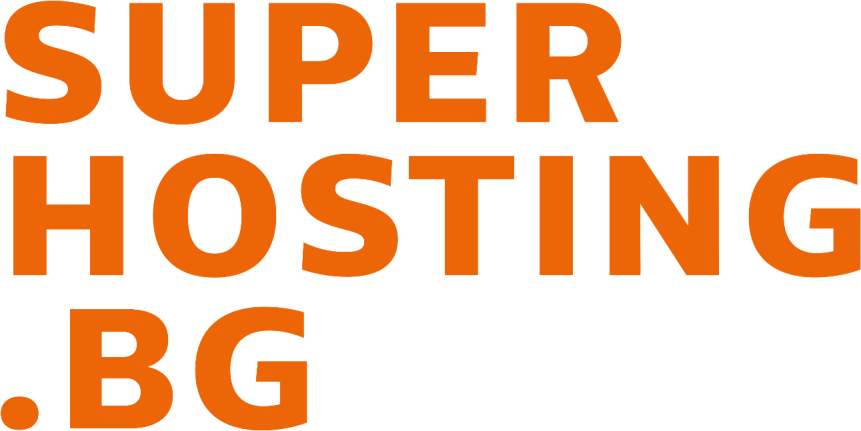 SUPER
HOSTING
.BG